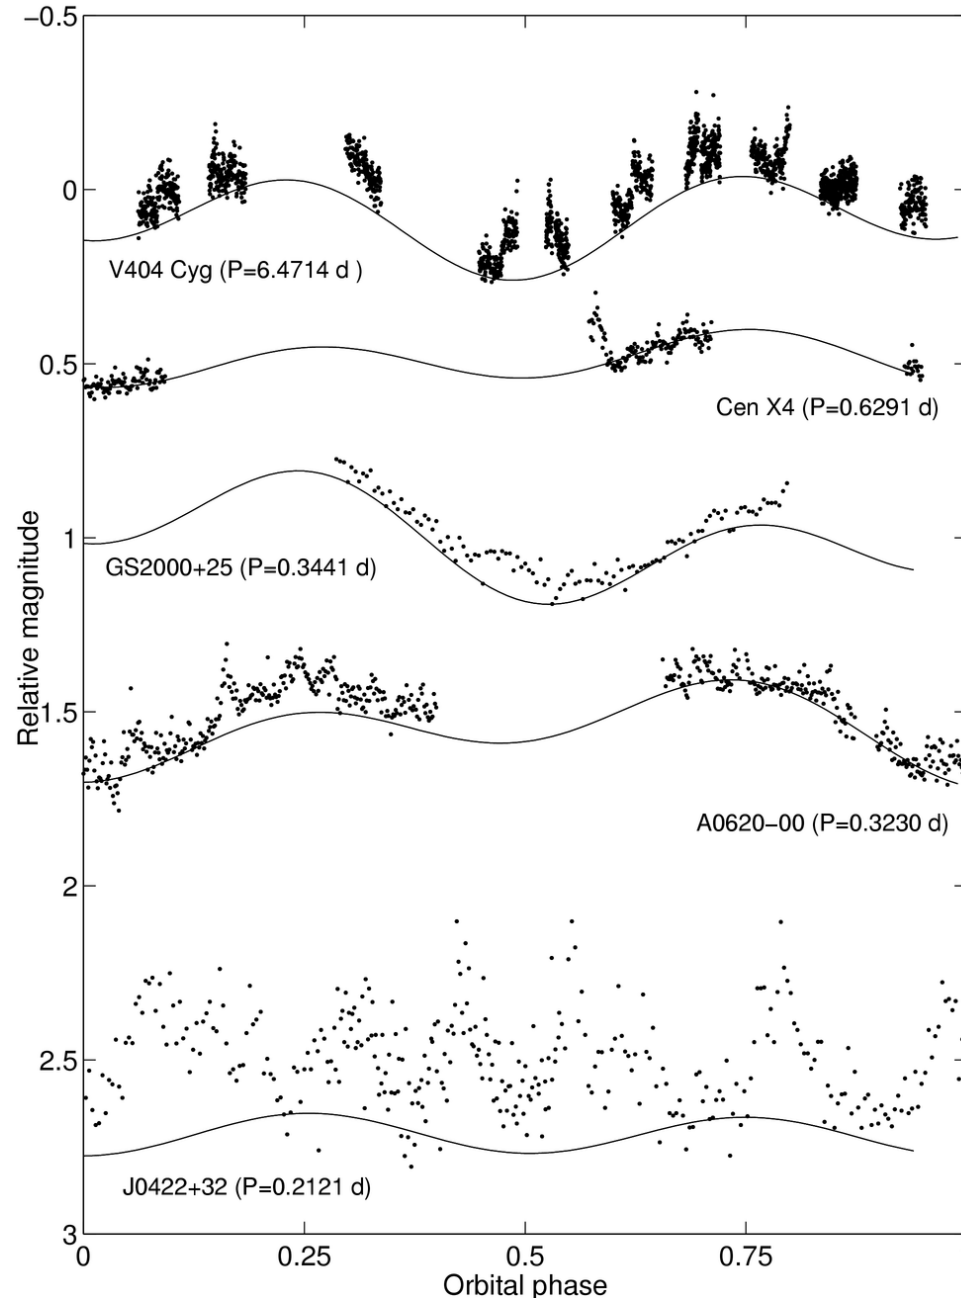 −0.5
0
V404 Cyg (P=6.4714 d )
0.5
Cen X4 (P=0.6291 d)
1
GS2000+25 (P=0.3441 d)
Relative magnitude
1.5
A0620−00 (P=0.3230 d)
2
2.5
J0422+32 (P=0.2121 d)
3
0 0.25 0.5 0.75
Orbital phase